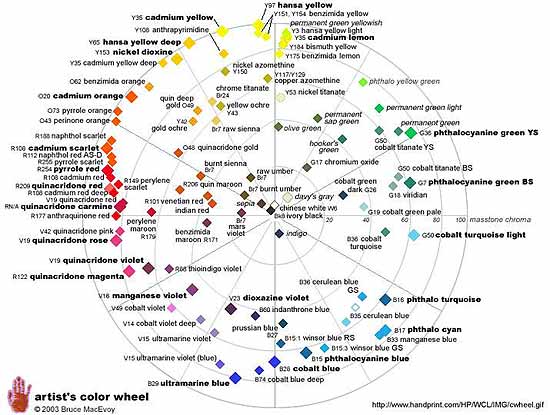 Y97 hansa yellow
Y35 cadmium yellow
Y151, Y154 benzimida yellow
Y108 anthrapyrimidine
permanent green yellowish
Y3 hansa yellow light
Y65 hansa yellow deep
Y35 cadmium lemon
Y153 nickel dioxine
Y184 bismuth yellow
Y35 cadmium yellow deep
Y175 benzimida lemon
nickel azomethine
Y150
Y117/Y129
copper azomethine
O62 benzimida orange
phthalo yellow green
chrome titanate
Br24
Y53 nickel titanate
O20 cadmium orange
quin deep
gold O49
yellow ochre
Y43
permanent green light
O73 pyrrole orange
permanent
sap green
O43 perinone orange
Y42
gold ochre
Br7 raw sienna
olive green
permanent green
R188 naphthol scarlet
hooker's
green
G36 phthalocyanine green YS
G50
cobalt titanate YS
R108 cadmium scarlet
O48 quinacridone gold
R112 naphthol red AS-D
R255 pyrrole scarlet
burnt sienna
Br7
G17 chromium oxide
R254 pyrrole red
raw umber
Br7
G50 cobalt titanate BS
R108 cadmium red
R149 perylene
scarlet
R206 quin maroon
cobalt green
dark G26
G7 phthalocyanine green BS
R209 quinacridone red
Br7 burnt umber
G18 viridian
R108 cadmium red deep
davy's gray
V19 quinacridone red
sepia
chinese white W6
RN/A quinacridone carmine
R101 venetian red
indian red
G19 cobalt green pale
R177 anthraquinone red
Bk9 ivory black
20 40 60 80 100
masstone chroma
perylene
maroon
R179
mars
violet
Br7
V42 quinacridone pink
benzimida
maroon
R171
indigo
B36 cobalt
turquoise
G50 cobalt turquoise light
V19 quinacridone rose
V19 quinacridone violet
R88 thioindigo violet
R122 quinacridone magenta
B36 cerulean blue
GS
V16 manganese violet
V23 dioxazine violet
B16 phthalo turquoise
V49 cobalt violet
B60 indanthrone blue
B35 cerulean blue
V14 cobalt violet deep
prussian blue
B27
B17 phthalo cyan
V15 ultramarine violet
B15:1 winsor blue RS
B33 manganese blue
B15:3 winsor blue GS
V15 ultramarine violet (blue)
B15 phthalocyanine blue
B28 cobalt blue
B29 ultramarine blue
B74 cobalt blue deep
artist's color wheel
© 2003 Bruce MacEvoy
http://www.handprint.com/HP/WCL/IMG/cwheel.gif